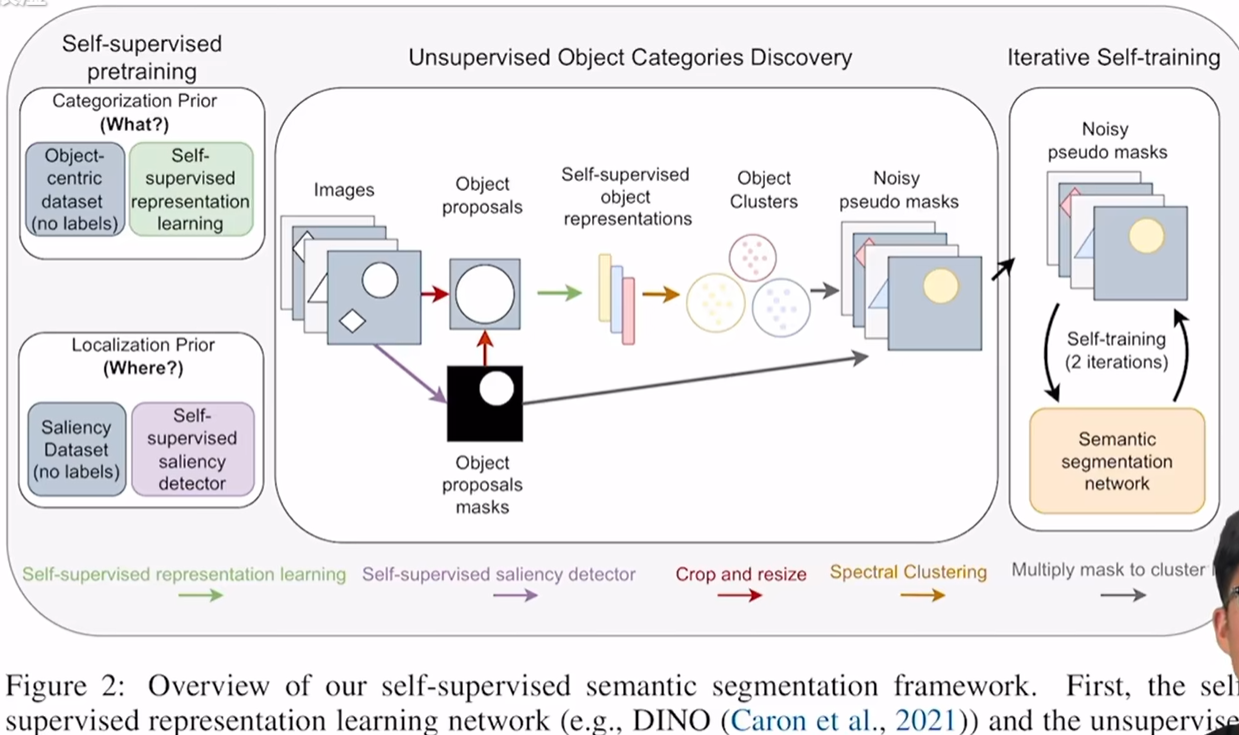 Self-supervised
pretraining
Categorization Prior
(What?)
Object-
centric
dataset
(no labels)
Self-
supervised
representation
learning
Localization Prior
(Where?)
Saliency
Dataset
(no labels)
Self-
supervised
saliency
detector
Unsupervised Object Categories Discovery
Images
Object
proposals
Self-supervised
object
representations
Object
Clusters
Noisy
pseudo masks
Object
proposals
masks
Iterative Self-training
Noisy
pseudo masks
Self-training
(2 iterations)
Semantic
segmentation
network
Self-supervised representation learning
Self-supervised saliency detector
Crop and resize
Spectral Clustering
Multiply mask to cluster
Figure 2: Overview of our self-supervised semantic segmentation framework. First, the
supervised representation learning network (e.g., DINO (Caron et al., 2021)) and the